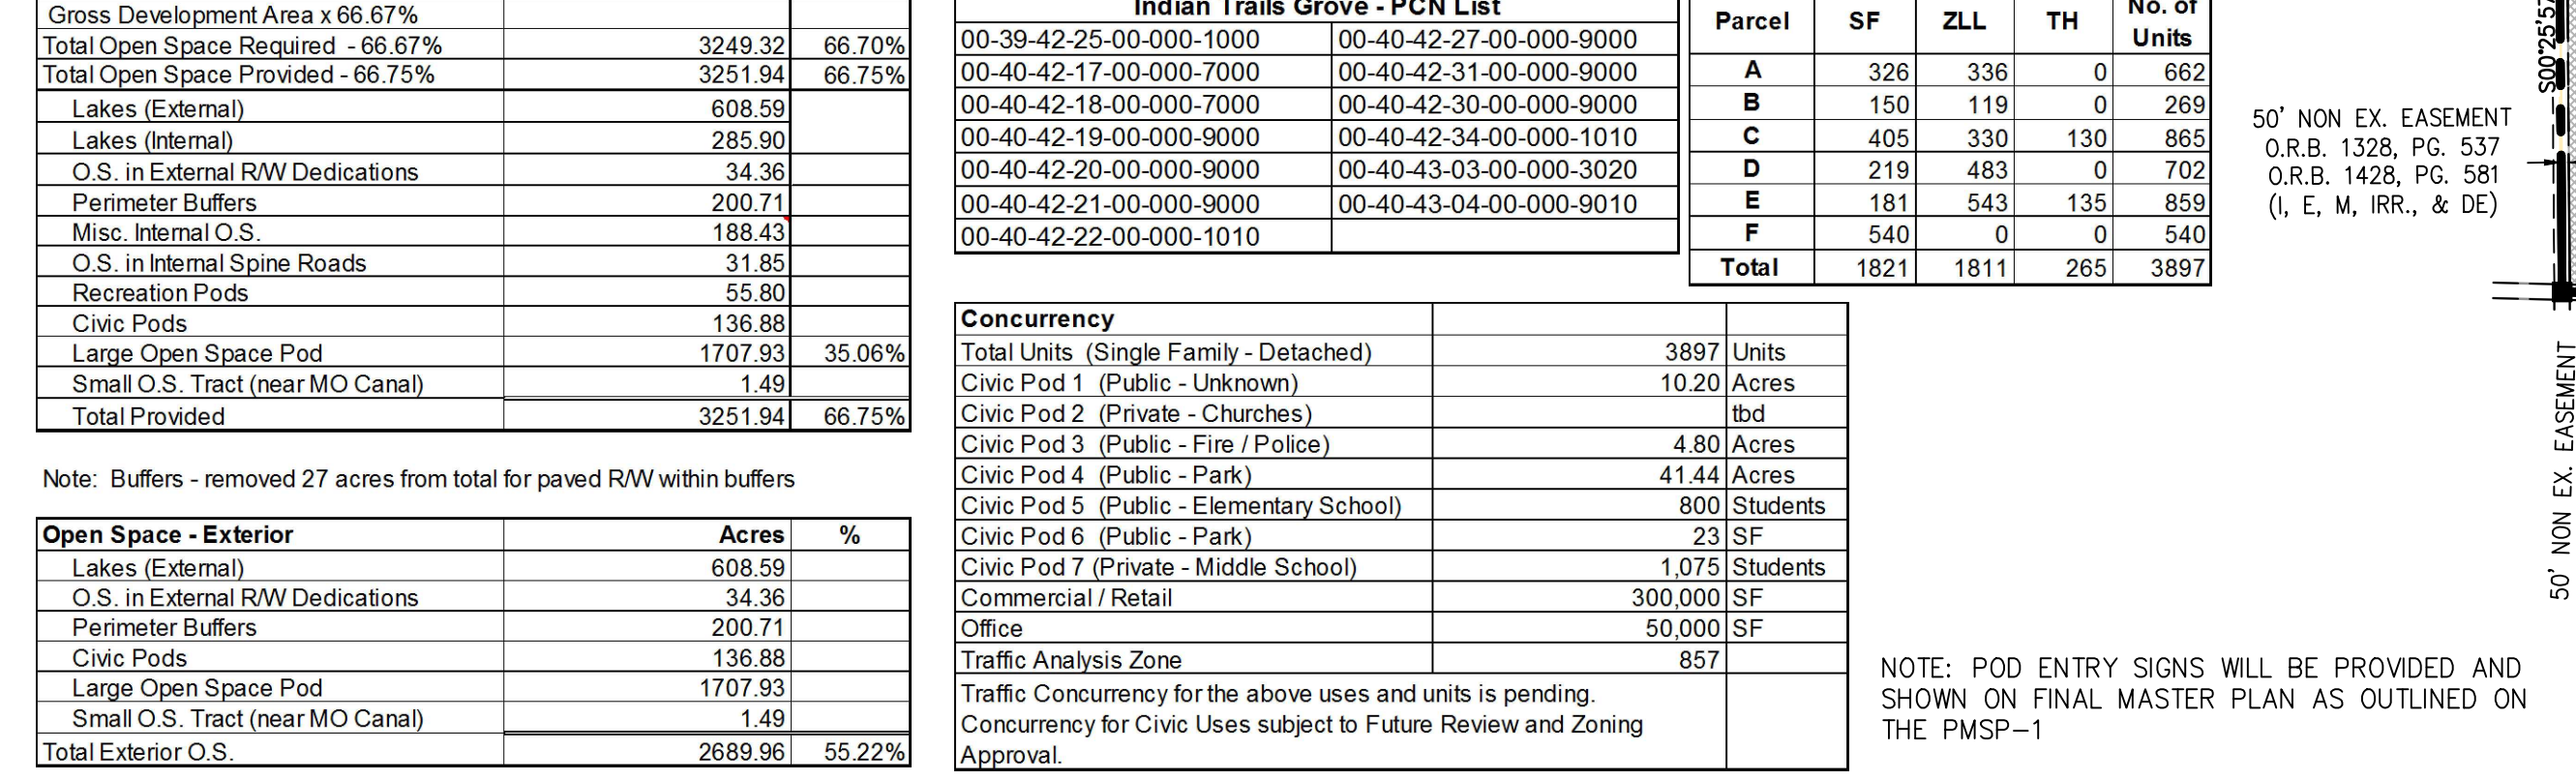 Gross Development Area x 66.67%
Total Open Space Required - 66.67% 3249.32 66.70%
Total Open Space Provided - 66.75% 3251.94 66.75%
Lakes (External) 608.59
Lakes (Internal) 285.90
O.S. in External R/W Dedications 34.36
Perimeter Buffers 200.71
Misc. Internal O.S. 188.43
O.S. in Internal Spine Roads 31.85
Recreation Pods 55.80
Civic Pods 136.88
Large Open Space Pod 1707.93 35.06%
Small O.S. Tract (near MO Canal) 1.49
Total Provided 3251.94 66.75%
Note: Buffers - removed 27 acres from total for paved R/W within buffers
Open Space - Exterior Acres %
Lakes (External) 608.59
O.S. in External R/W Dedications 34.36
Perimeter Buffers 200.71
Civic Pods 136.88
Large Open Space Pod 1707.93
Small O.S. Tract (near MO Canal) 1.49
Total Exterior O.S. 2689.96 55.22%
Indian Trails Grove - PCN List
00-39-42-25-00-000-1000 00-40-42-27-00-000-9000
00-40-42-17-00-000-7000 00-40-42-31-00-000-9000
00-40-42-18-00-000-7000 00-40-42-30-00-000-9000
00-40-42-19-00-000-9000 00-40-42-34-00-000-1010
00-40-42-20-00-000-9000 00-40-43-03-00-000-3020
00-40-42-21-00-000-9000 00-40-43-04-00-000-9010
00-40-42-22-00-000-1010
Parcel SF ZLL TH No. of Units
A 326 336 0 662
B 150 119 0 269
C 405 330 130 865
D 219 483 0 702
E 181 543 135 859
F 540 0 0 540
Total 1821 1811 265 3897
Concurrency
Total Units (Single Family - Detached) 3897 Units
Civic Pod 1 (Public - Unknown) 10.20 Acres
Civic Pod 2 (Private - Churches) tbd
Civic Pod 3 (Public - Fire / Police) 4.80 Acres
Civic Pod 4 (Public - Park) 41.44 Acres
Civic Pod 5 (Public - Elementary School) 800 Students
Civic Pod 6 (Public - Park) 23 SF
Civic Pod 7 (Private - Middle School) 1,075 Students
Commercial / Retail 300,000 SF
Office 50,000 SF
Traffic Analysis Zone 857
Traffic Concurrency for the above uses and units is pending.
Concurrency for Civic Uses subject to Future Review and Zoning
Approval.
50' NON EX. EASEMENT
O.R.B. 1328, PG. 537
O.R.B. 1428, PG. 581
(I, E, M, IRR., & DE)
NOTE: POD ENTRY SIGNS WILL BE PROVIDED AND
SHOWN ON FINAL MASTER PLAN AS OUTLINED ON
THE PMSP-1
50' NON EX. EASEMENT